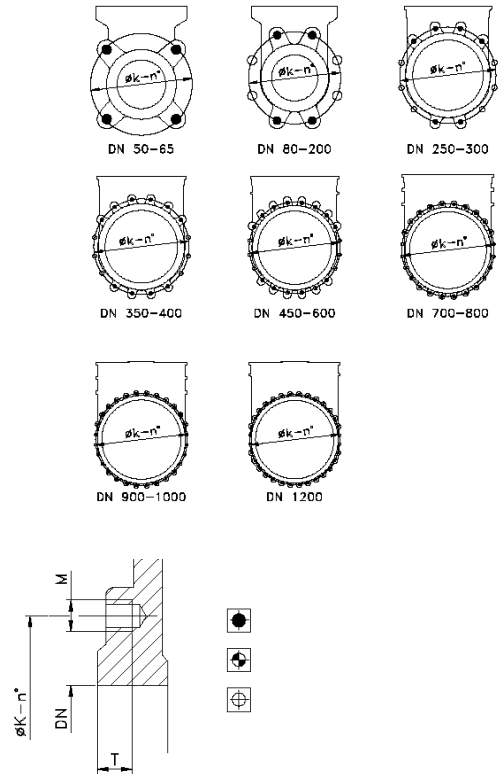 øk-n°
øk-n°
øk-n°
DN 50-65
DN 80-200
DN 250-300
øk-n°
øk-n°
øk-n°
DN 350-400
DN 450-600
DN 700-800
øk-n°
øk-n°
DN 900-1000
DN 1200
M
øK-n°
DN
T